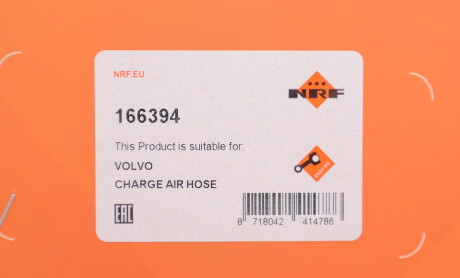 NRF.EU
NRF
166394
This Product is suitable for:
VOLVO
CHARGE AIR HOSE
EAC
8 718042 414786